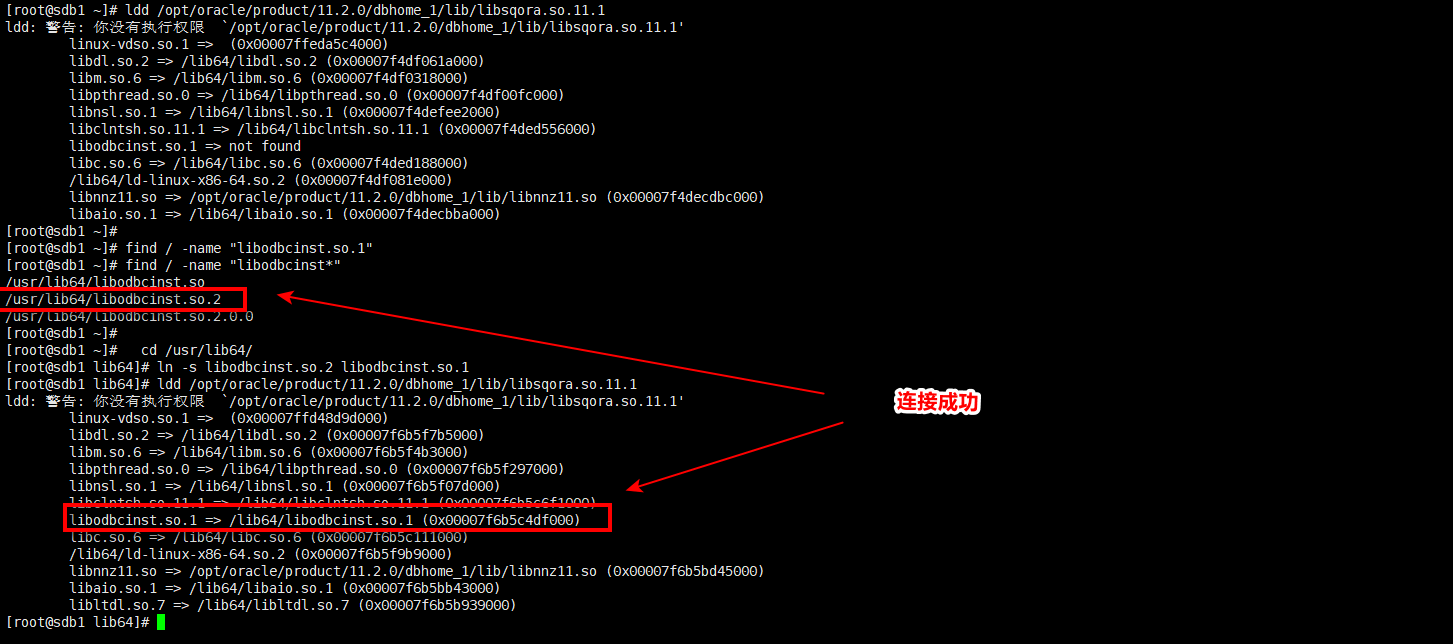 [root@sdb1 ~]# ldd /opt/oracle/product/11.2.0/dbhome_1/lib/libsqora.so.11.1
ldd: 警告: 你没有执行权限  `/opt/oracle/product/11.2.0/dbhome_1/lib/libsqora.so.11.1'
linux-vdso.so.1 =>  (0x00007ffeda5c4000)
libdl.so.2 => /lib64/libdl.so.2 (0x00007f4df061a000)
libm.so.6 => /lib64/libm.so.6 (0x00007f4df0318000)
libpthread.so.0 => /lib64/libpthread.so.0 (0x00007f4df00fc000)
libnsl.so.1 => /lib64/libnsl.so.1 (0x00007f4defee2000)
libclntsh.so.11.1 => /lib64/libclntsh.so.11.1 (0x00007f4ded556000)
libodbcinst.so.1 => not found
libc.so.6 => /lib64/libc.so.6 (0x00007f4ded188000)
/lib64/ld-linux-x86-64.so.2 (0x00007f4df081e000)
libnnz11.so => /opt/oracle/product/11.2.0/dbhome_1/lib/libnnz11.so (0x00007f4decdbc000)
libaio.so.1 => /lib64/libaio.so.1 (0x00007f4decbba000)
[root@sdb1 ~]#
[root@sdb1 ~]# find / -name "libodbcinst.so.1"
[root@sdb1 ~]# find / -name "libodbcinst*"
/usr/lib64/libodbcinst.so
/usr/lib64/libodbcinst.so.2
/usr/lib64/libodbcinst.so.2.0.0
[root@sdb1 ~]#
[root@sdb1 ~]#   cd /usr/lib64/
[root@sdb1 lib64]# ln -s libodbcinst.so.2 libodbcinst.so.1
[root@sdb1 lib64]# ldd /opt/oracle/product/11.2.0/dbhome_1/lib/libsqora.so.11.1
ldd: 警告: 你没有执行权限  `/opt/oracle/product/11.2.0/dbhome_1/lib/libsqora.so.11.1'
连接成功
linux-vdso.so.1 =>  (0x00007ffd48d9d000)
libdl.so.2 => /lib64/libdl.so.2 (0x00007f6b5f7b5000)
libm.so.6 => /lib64/libm.so.6 (0x00007f6b5f4b3000)
libpthread.so.0 => /lib64/libpthread.so.0 (0x00007f6b5f297000)
libnsl.so.1 => /lib64/libnsl.so.1 (0x00007f6b5f07d000)
libclntsh.so.11.1 => /lib64/libclntsh.so.11.1 (0x00007f6b5c6f1000)
libodbcinst.so.1 => /lib64/libodbcinst.so.1 (0x00007f6b5c4df000)
libc.so.6 => /lib64/libc.so.6 (0x00007f6b5c111000)
/lib64/ld-linux-x86-64.so.2 (0x00007f6b5f9b9000)
libnnz11.so => /opt/oracle/product/11.2.0/dbhome_1/lib/libnnz11.so (0x00007f6b5bd45000)
libaio.so.1 => /lib64/libaio.so.1 (0x00007f6b5bb43000)
libltdl.so.7 => /lib64/libltdl.so.7 (0x00007f6b5b939000)
[root@sdb1 lib64]#